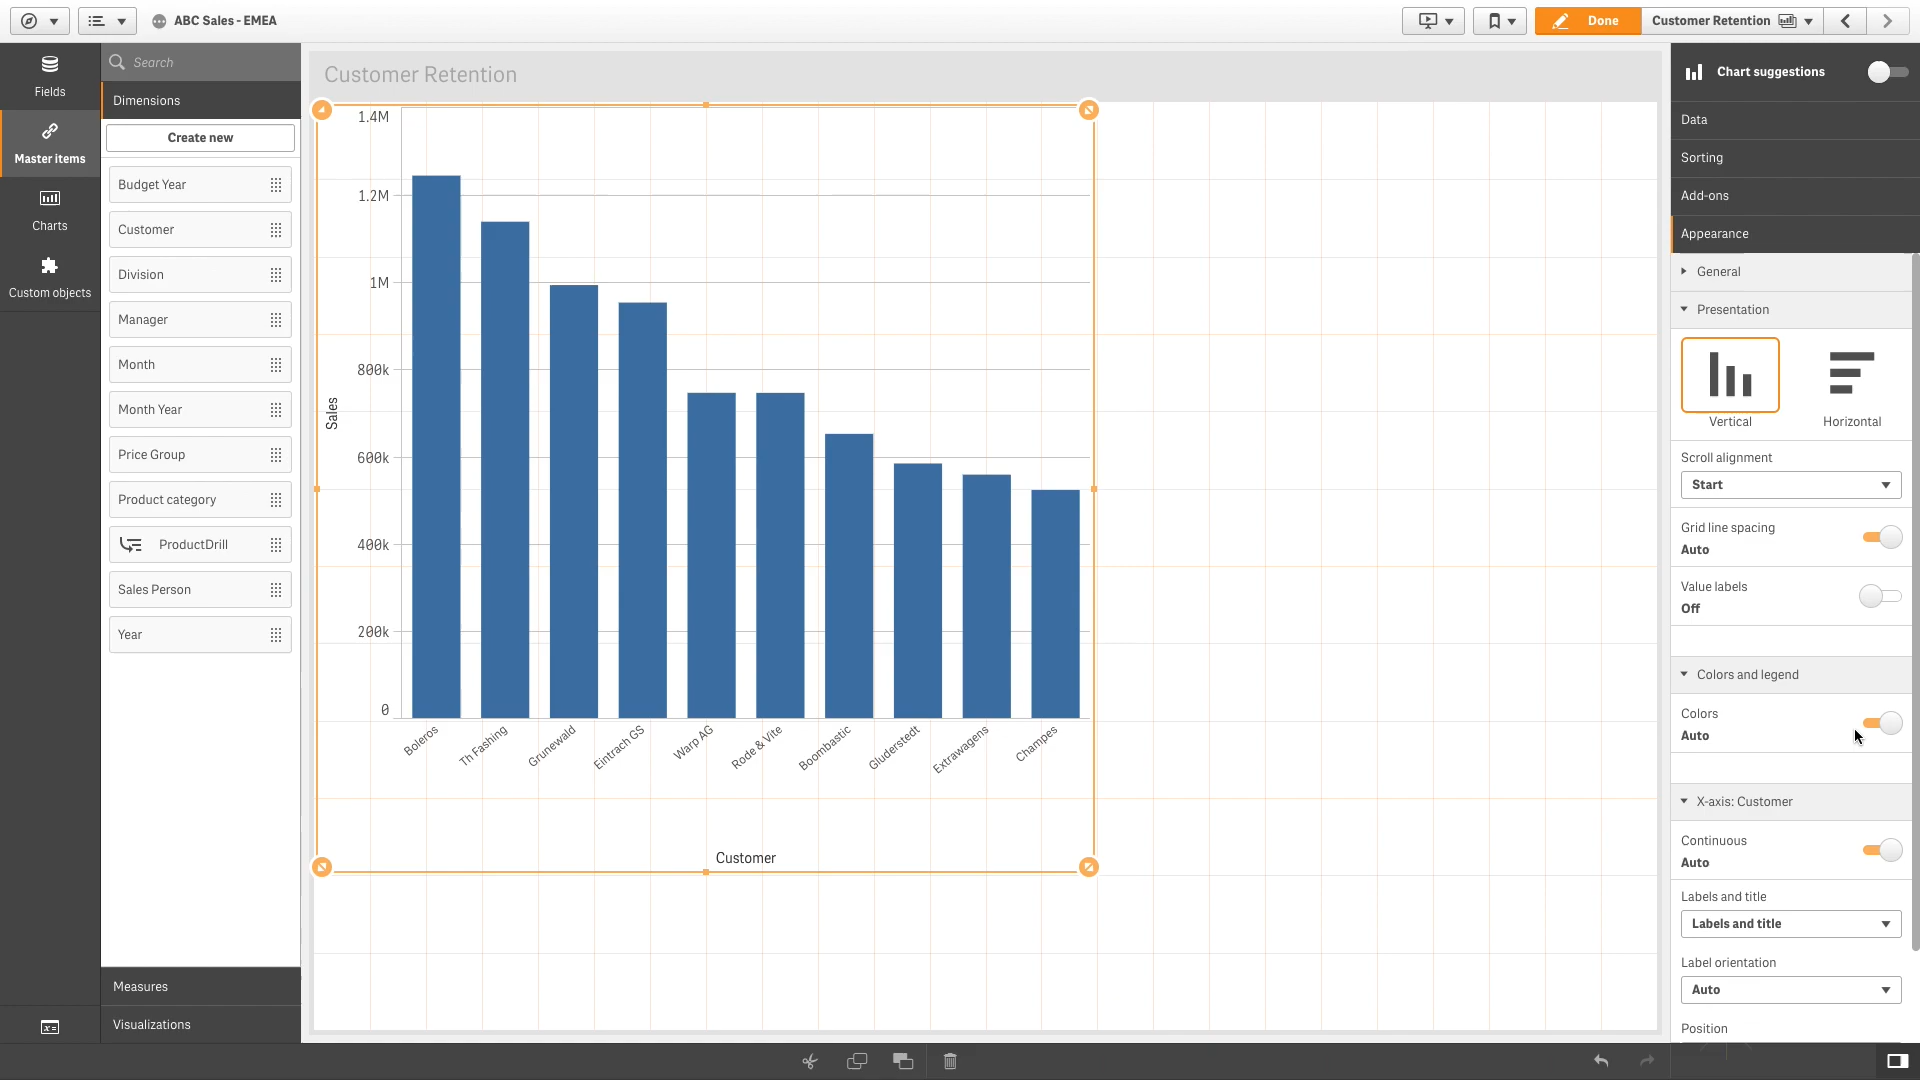 ABC Sales - EMEA
Done
Customer Retention
Fields
Master items
Charts
Custom objects
Search
Dimensions
Create new
Budget Year
Customer
Division
Manager
Month
Month Year
Price Group
Product category
ProductDrill
Sales Person
Year
Measures
Visualizations
Customer Retention
1.4M
1.2M
1M
800k
600k
400k
200k
0
Sales
Boleros
Th Fashing
Grunewald
Eintrach GS
Warp AG
Rode & Vite
Boombastic
Gluderstedt
Extrawagens
Champes
Customer
Chart suggestions
Data
Sorting
Add-ons
Appearance
General
Presentation
Vertical
Horizontal
Scroll alignment
Start
Grid line spacing
Auto
Value labels
Off
Colors and legend
Colors
Auto
X-axis: Customer
Continuous
Auto
Labels and title
Labels and title
Label orientation
Auto
Position